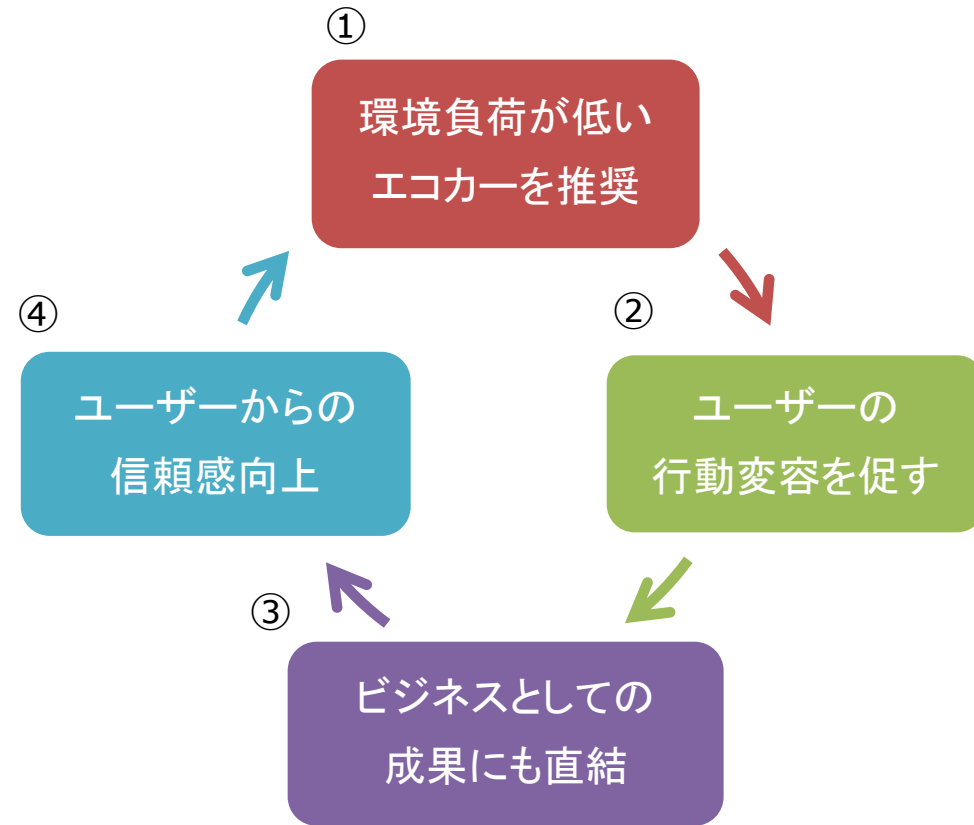 ①
環境負荷が低い
エコカーを推奨
②
ユーザーの
行動変容を促す
③
ビジネスとしての
成果にも直結
④
ユーザーからの
信頼感向上